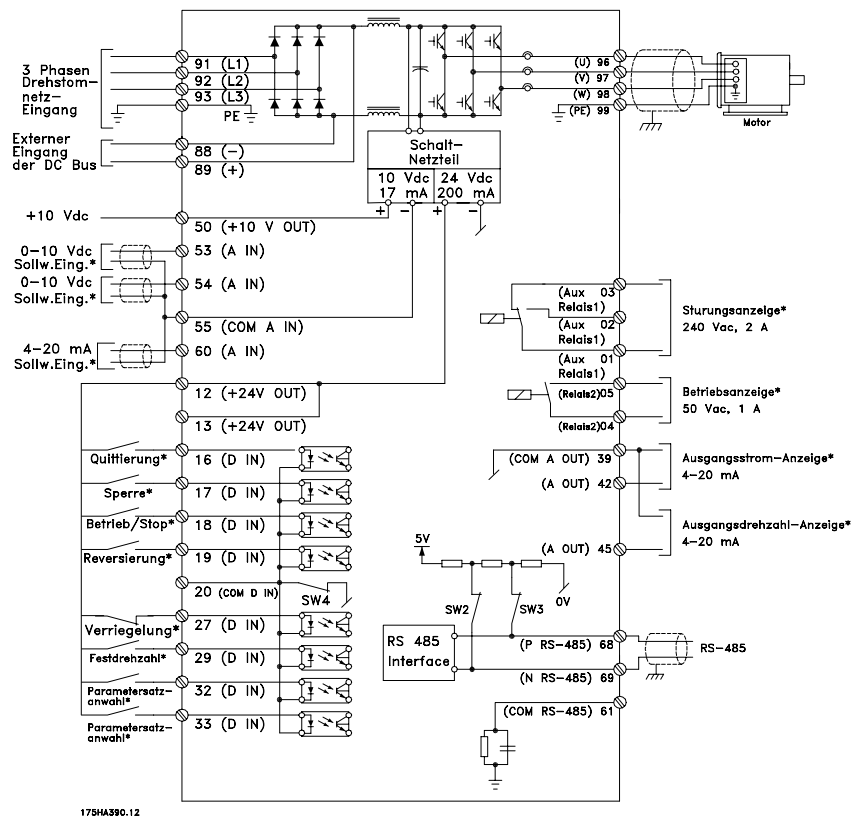 3 Phasen
Drehstom-
netz-
Eingang
91 (L1)
92 (L2)
93 (L3)
PE
Externer
Eingang
der DC Bus
88 (-)
89 (+)
Schalt-
Netzteil
10 Vdc
17 mA
24 Vdc
200 mA
+ - + -
(U) 96
(V) 97
(W) 98
(PE) 99
Motor
+10 Vdc
50 (+10 V OUT)
0-10 Vdc
Sollw.Eing.*
53 (A IN)
0-10 Vdc
Sollw.Eing.*
54 (A IN)
55 (COM A IN)
4-20 mA
Sollw.Eing.*
60 (A IN)
12 (+24V OUT)
13 (+24V OUT)
Quittierung*
16 (D IN)
Sperre*
17 (D IN)
Betrieb/Stop*
18 (D IN)
Reversierung*
19 (D IN)
20 (COM D IN)
SW4
Verriegelung*
27 (D IN)
Festdrehzahl*
29 (D IN)
Parametersatz-
anwahl*
32 (D IN)
Parametersatz-
anwahl*
33 (D IN)
(Aux 03
Relais1)
(Aux 02
Relais1)
(Aux 01
Relais1)
Sturungsanzeige*
240 Vac, 2 A
(Relais2)05
(Relais2)04
Betriebsanzeige*
50 Vac, 1 A
(COM A OUT) 39
(A OUT) 42
Ausgangsstrom-Anzeige*
4-20 mA
(A OUT) 45
Ausgangsdrehzahl-Anzeige*
4-20 mA
5V
0V
SW2
SW3
RS 485
Interface
(P RS-485) 68
(N RS-485) 69
RS-485
(COM RS-485) 61
175HA390.12